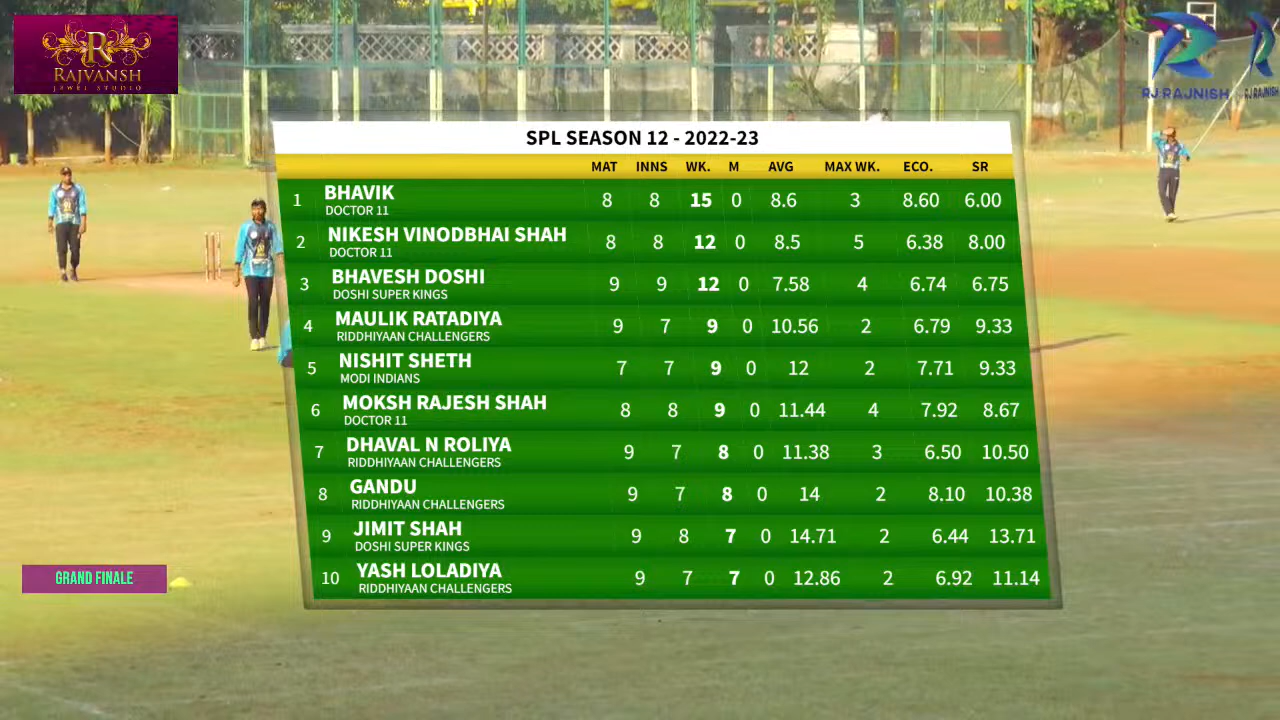 R
RAJVANSH
JEWEL STUDIO
RJ RAJNISH
RJ RAJNISH
SPL SEASON 12 - 2022-23
MAT INNS WK. M AVG MAX WK. ECO. SR
1 BHAVIK 8 8 15 0 8.6 3 8.60 6.00
DOCTOR 11
2 NIKESH VINODBHAI SHAH 8 8 12 0 8.5 5 6.38 8.00
DOCTOR 11
3 BHAVESH DOSHI 9 9 12 0 7.58 4 6.74 6.75
DOSHI SUPER KINGS
4 MAULIK RATADIYA 9 7 9 0 10.56 2 6.79 9.33
RIDDHIYAAN CHALLENGERS
5 NISHIT SHETH 7 7 9 0 12 2 7.71 9.33
MODI INDIANS
6 MOKSH RAJESH SHAH 8 8 9 0 11.44 4 7.92 8.67
DOCTOR 11
7 DHAVAL N ROLIYA 9 7 8 0 11.38 3 6.50 10.50
RIDDHIYAAN CHALLENGERS
8 GANDU 9 7 8 0 14 2 8.10 10.38
RIDDHIYAAN CHALLENGERS
9 JIMIT SHAH 9 8 7 0 14.71 2 6.44 13.71
DOSHI SUPER KINGS
10 YASH LOLADIYA 9 7 7 0 12.86 2 6.92 11.14
RIDDHIYAAN CHALLENGERS
GRAND FINALE